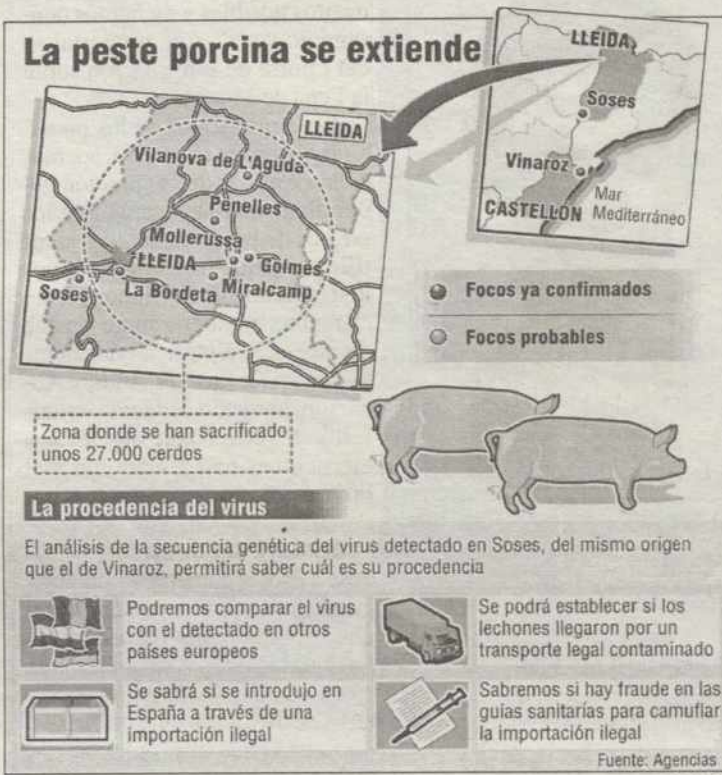 La peste porcina se extiende
LLEIDA
Soses
Vinaroz
CASTELLÓN
Mar
Mediterráneo
LLEIDA
Vilanova de L'Aguda
Penelles
Mollerussa
LLEIDA
Golmés
Soses
La Bordeta
Miralcamp
Focos ya confirmados
Focos probables
Zona donde se han sacrificado
unos 27.000 cerdos
La procedencia del virus
El análisis de la secuencia genética del virus detectado en Soses, del mismo origen
que el de Vinaroz, permitirá saber cuál es su procedencia
Podremos comparar el virus
con el detectado en otros
países europeos
Se podrá establecer si los
lechones llegaron por un
transporte legal contaminado
Se sabrá si se introdujo en
España a través de una
importación ilegal
Sabremos si hay fraude en las
guías sanitarias para camuflar
la importación ilegal
Fuente: Agencias